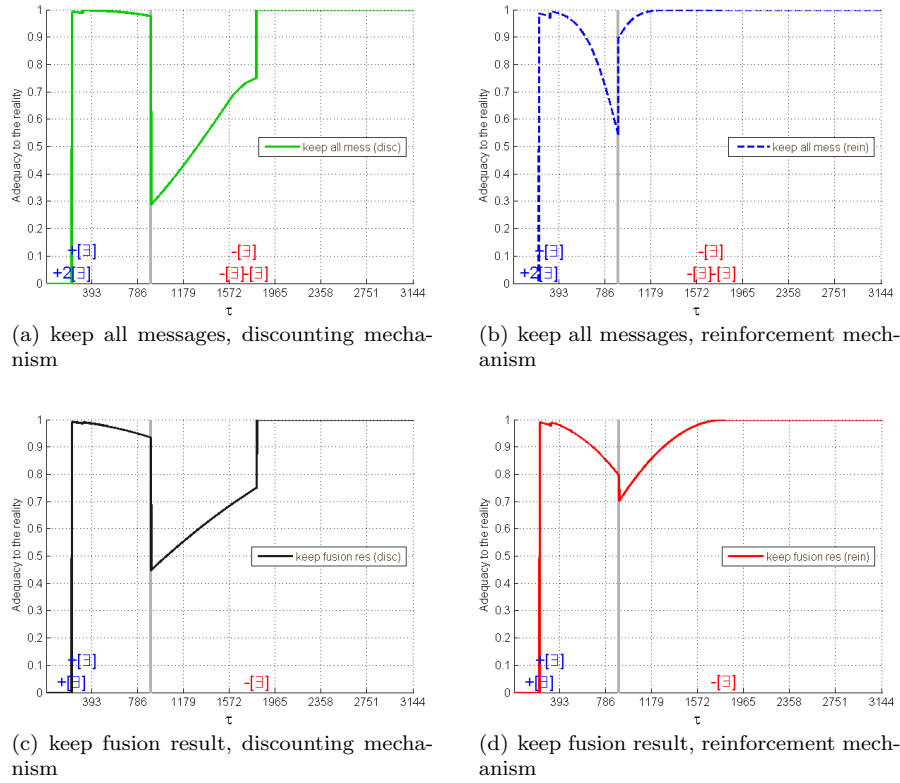 1
0.9
0.8
0.7
0.6
0.5
0.4
0.3
0.2
0.1
0
Adequacy to the reality
keep all mess (disc)
+[∃]
+2[∃]
-[∃]
-[∃]-[∃]
393 786 1179 1572 1965 2358 2751 3144
τ
(a) keep all messages, discounting mecha-
nism
1
0.9
0.8
0.7
0.6
0.5
0.4
0.3
0.2
0.1
0
Adequacy to the reality
keep all mess (rein)
+[∃]
+2[∃]
-[∃]
-[∃]-[∃]
393 786 1179 1572 1965 2358 2751 3144
τ
(b) keep all messages, reinforcement mech-
anism
1
0.9
0.8
0.7
0.6
0.5
0.4
0.3
0.2
0.1
0
Adequacy to the reality
keep fusion res (disc)
+[∃]
+[∃]
-[∃]
393 786 1179 1572 1965 2358 2751 3144
τ
(c) keep fusion result, discounting mecha-
nism
1
0.9
0.8
0.7
0.6
0.5
0.4
0.3
0.2
0.1
0
Adequacy to the reality
keep fusion res (rein)
+[∃]
+[∃]
-[∃]
393 786 1179 1572 1965 2358 2751 3144
τ
(d) keep fusion result, reinforcement mech-
anism